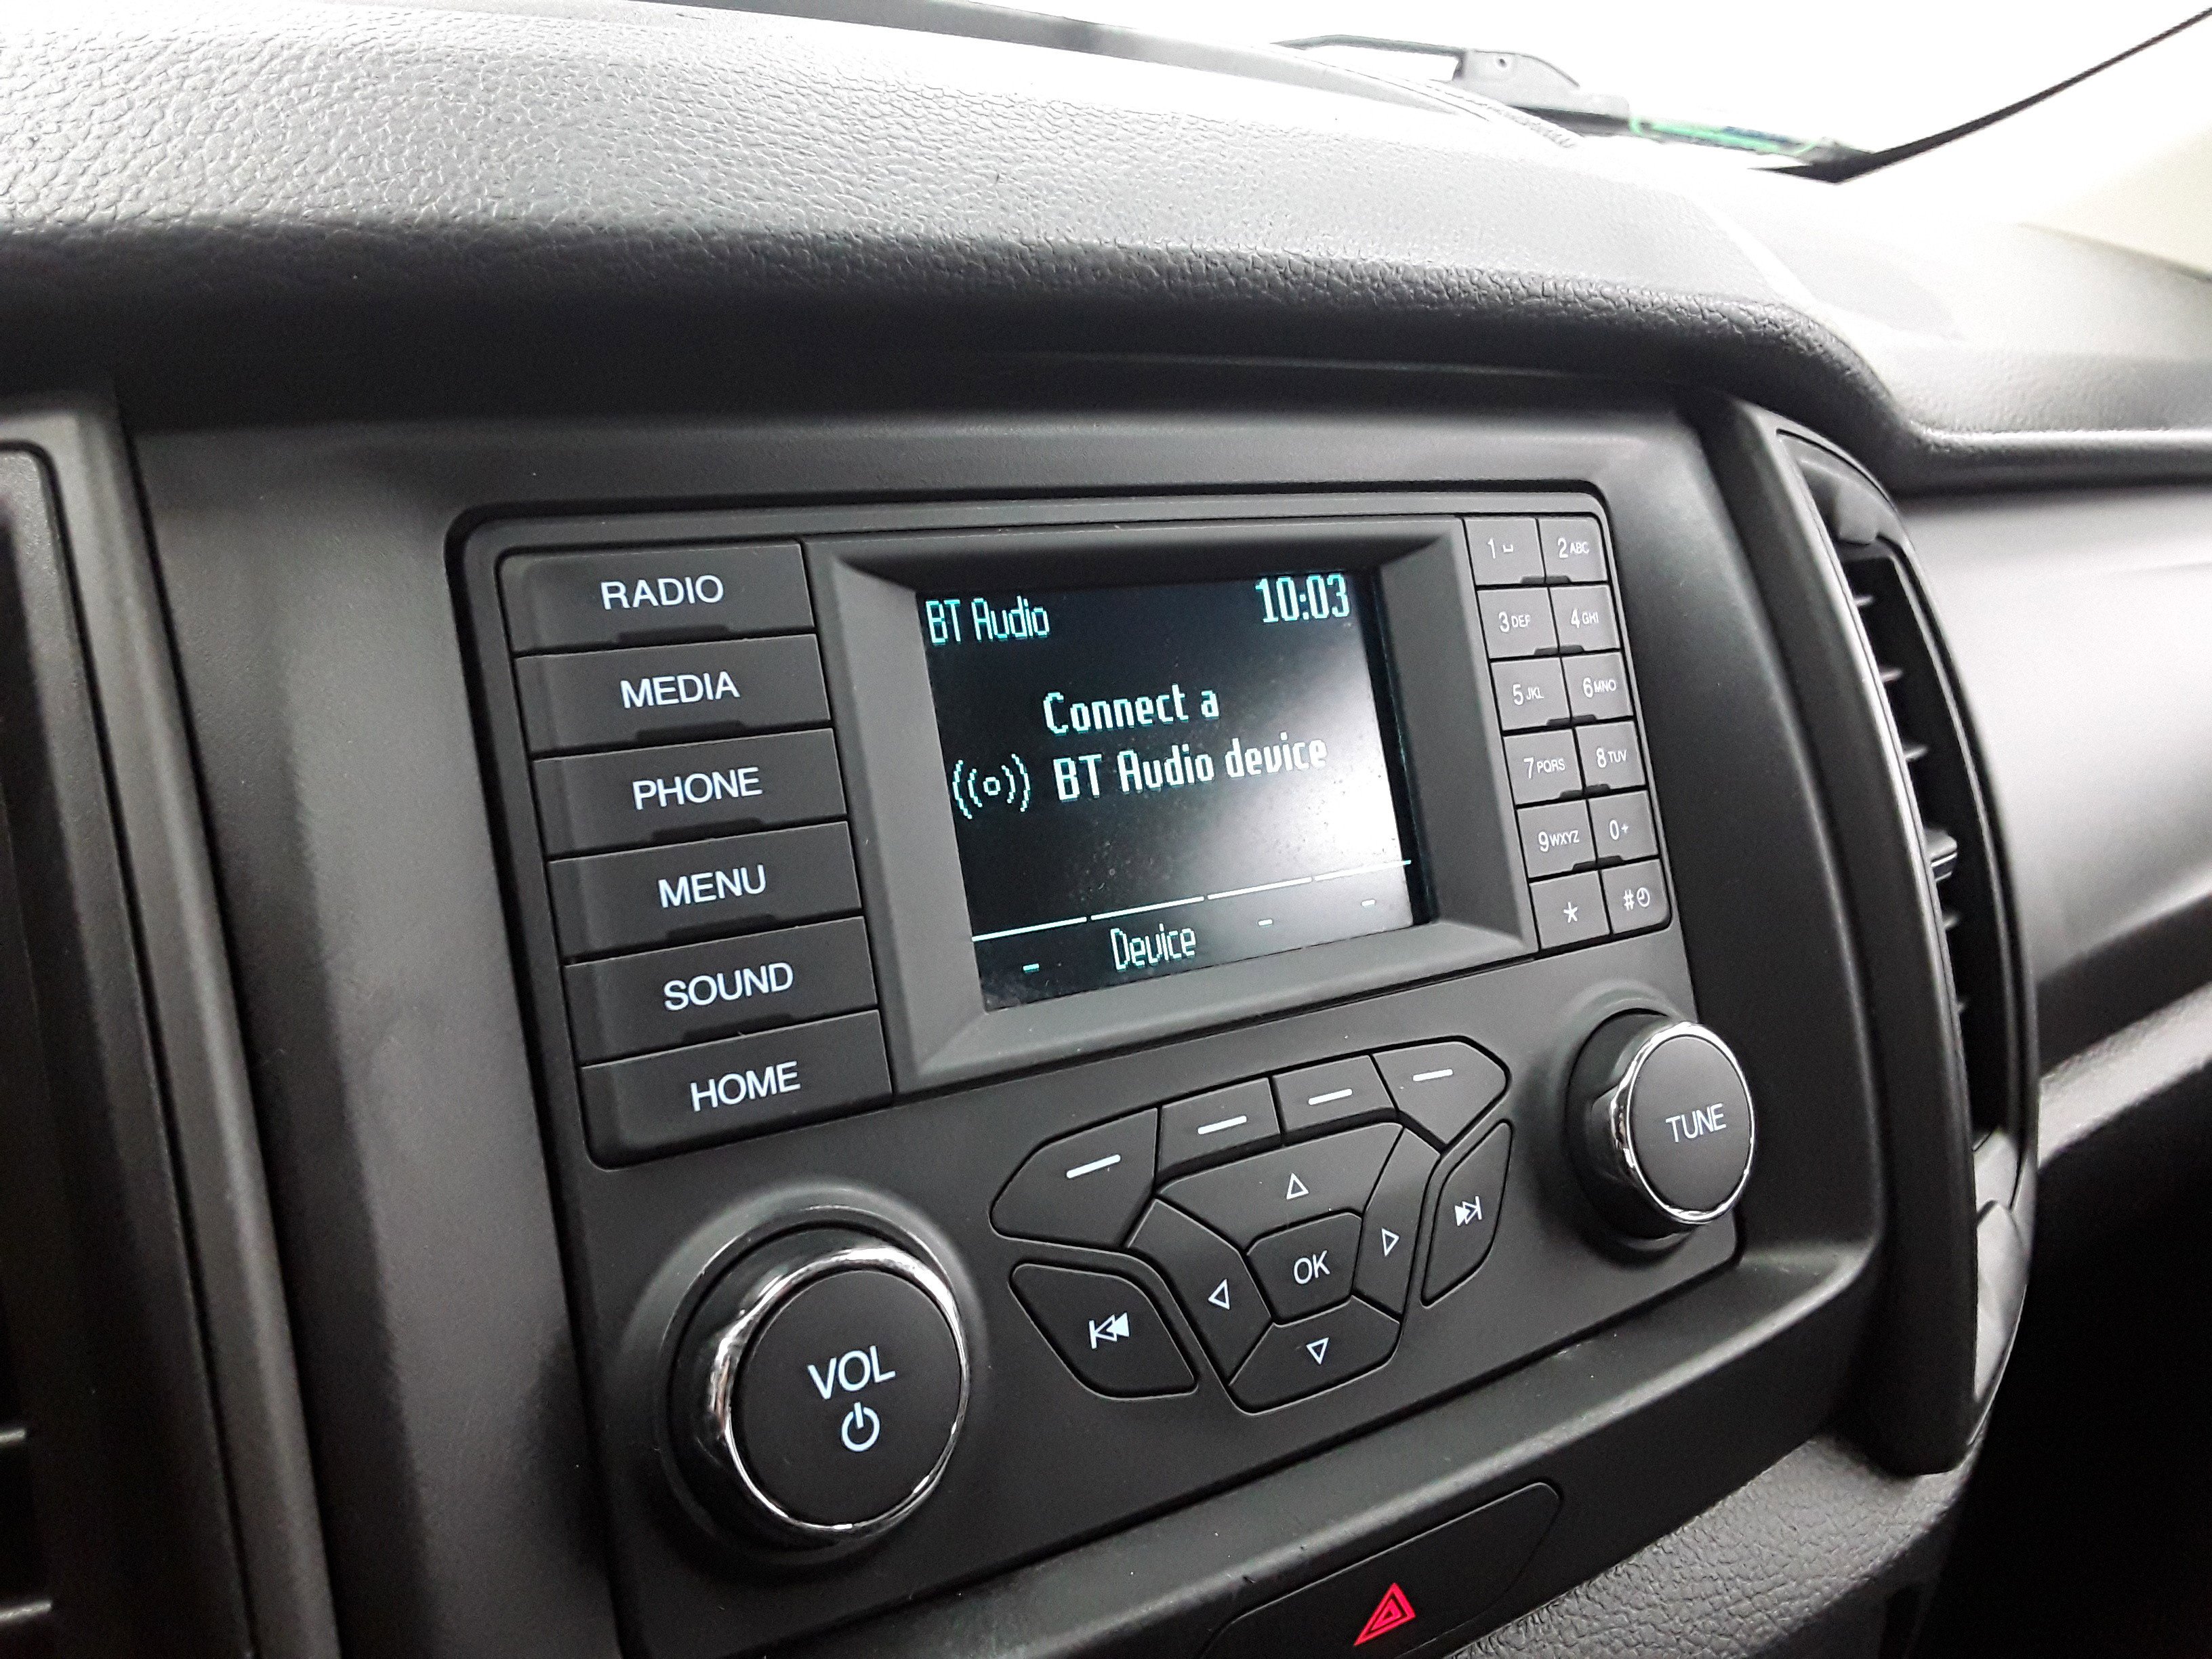 RADIO
MEDIA
PHONE
MENU
SOUND
HOME
BT Audio 10:03
Connect a
BT Audio device
Device
1 2 ABC
3 DEF 4 GHI
5 JKL 6 MNO
7 PQRS 8 TUV
9 WXYZ 0 +
* #
VOL
OK
TUNE